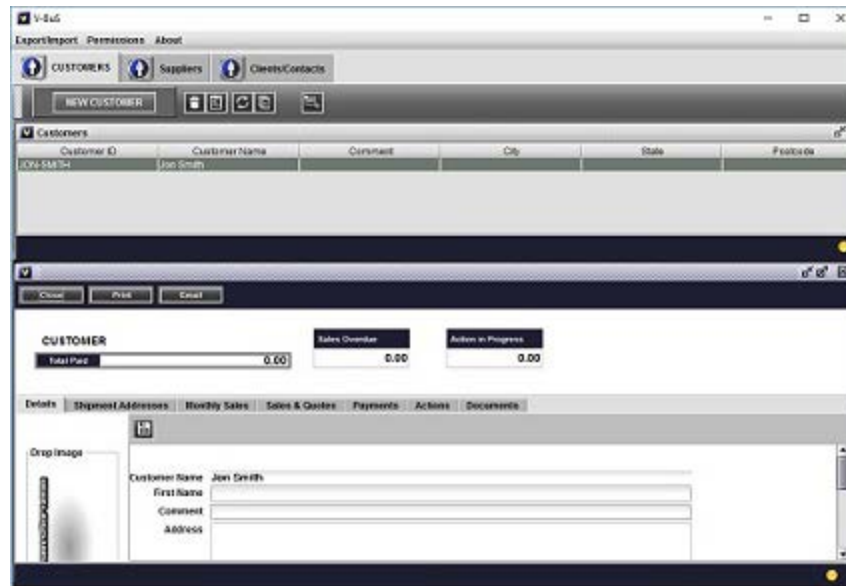 V-BuS
Export/Import Permissions About
CUSTOMERS Suppliers Clients/Contacts
NEW CUSTOMER
Customers
Customer ID Customer Name Comment City State Postcode
JON-SMITH Jon Smith
Close Print Email
CUSTOMER
Sales Overdue Action in Progress
Total Paid 0.00 0.00 0.00
Details Shipment Addresses Monthly Sales Sales & Quotes Payments Actions Documents
Drop Image
Customer Name Jon Smith
First Name
Comment
Address